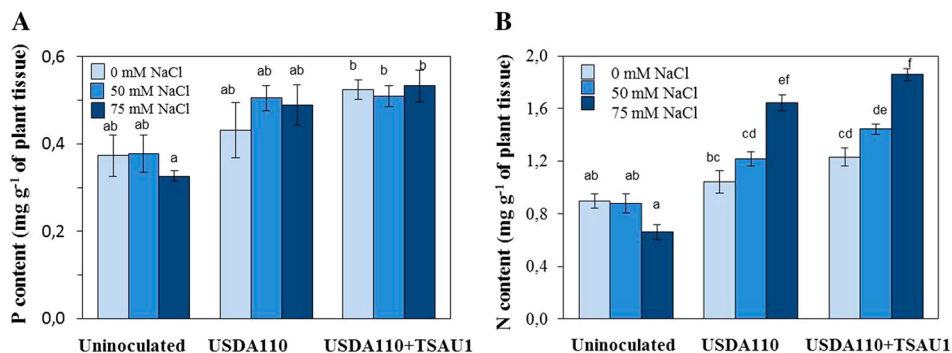 A
P content (mg g-1 of plant tissue)
0,6
0,4
0,2
0,0
0 mM NaCl
50 mM NaCl
75 mM NaCl
ab ab a
ab ab ab
b b b
Uninoculated USDA110 USDA110+TSAU1
B
N content (mg g-1 of plant tissue)
2,0
1,6
1,2
0,8
0,4
0,0
0 mM NaCl
50 mM NaCl
75 mM NaCl
ab ab a
bc cd ef
cd de f
Uninoculated USDA110 USDA110+TSAU1